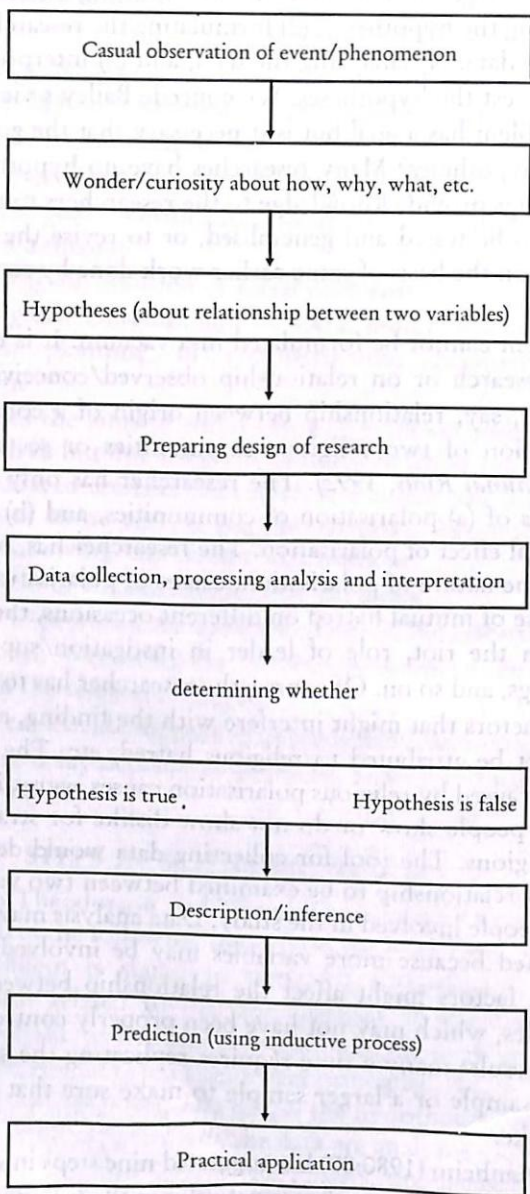 Casual observation of event/phenomenon
Wonder/curiosity about how, why, what, etc.
Hypotheses (about relationship between two variables)
Preparing design of research
Data collection, processing analysis and interpretation
determining whether
Hypothesis is true Hypothesis is false
Description/inference
Prediction (using inductive process)
Practical application